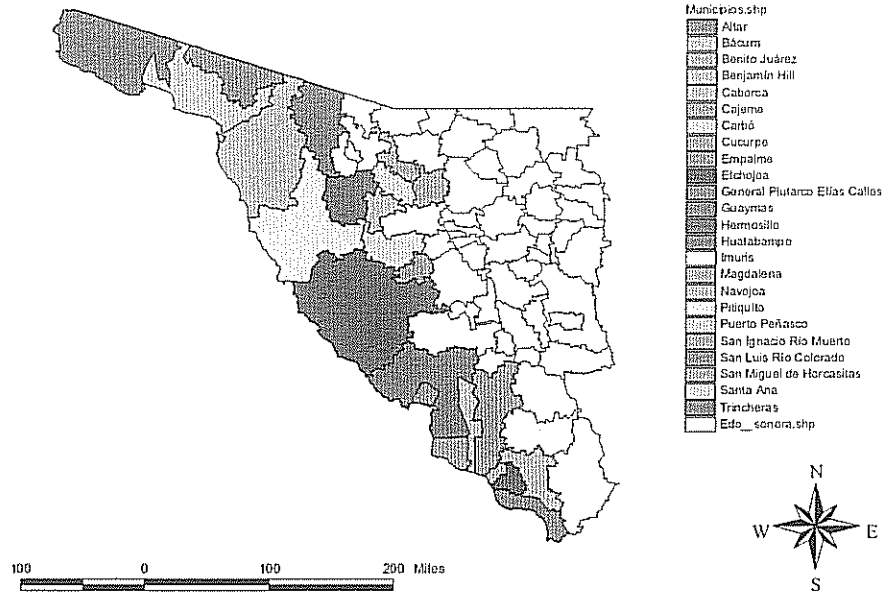 Municipios.shp
Altar
Bácum
Benito Juárez
Benjamín Hill
Caborca
Cajeme
Carbó
Cucurpe
Empalme
Etchojoa
General Plutarco Elías Calles
Guaymas
Hermosillo
Huatabampo
Imuris
Magdalena
Navojoa
Pitiquito
Puerto Peñasco
San Ignacio Río Muerto
San Luis Río Colorado
San Miguel de Horcasitas
Santa Ana
Trincheras
Edo__sonora.shp
N
W E
S
100 0 100 200 Miles